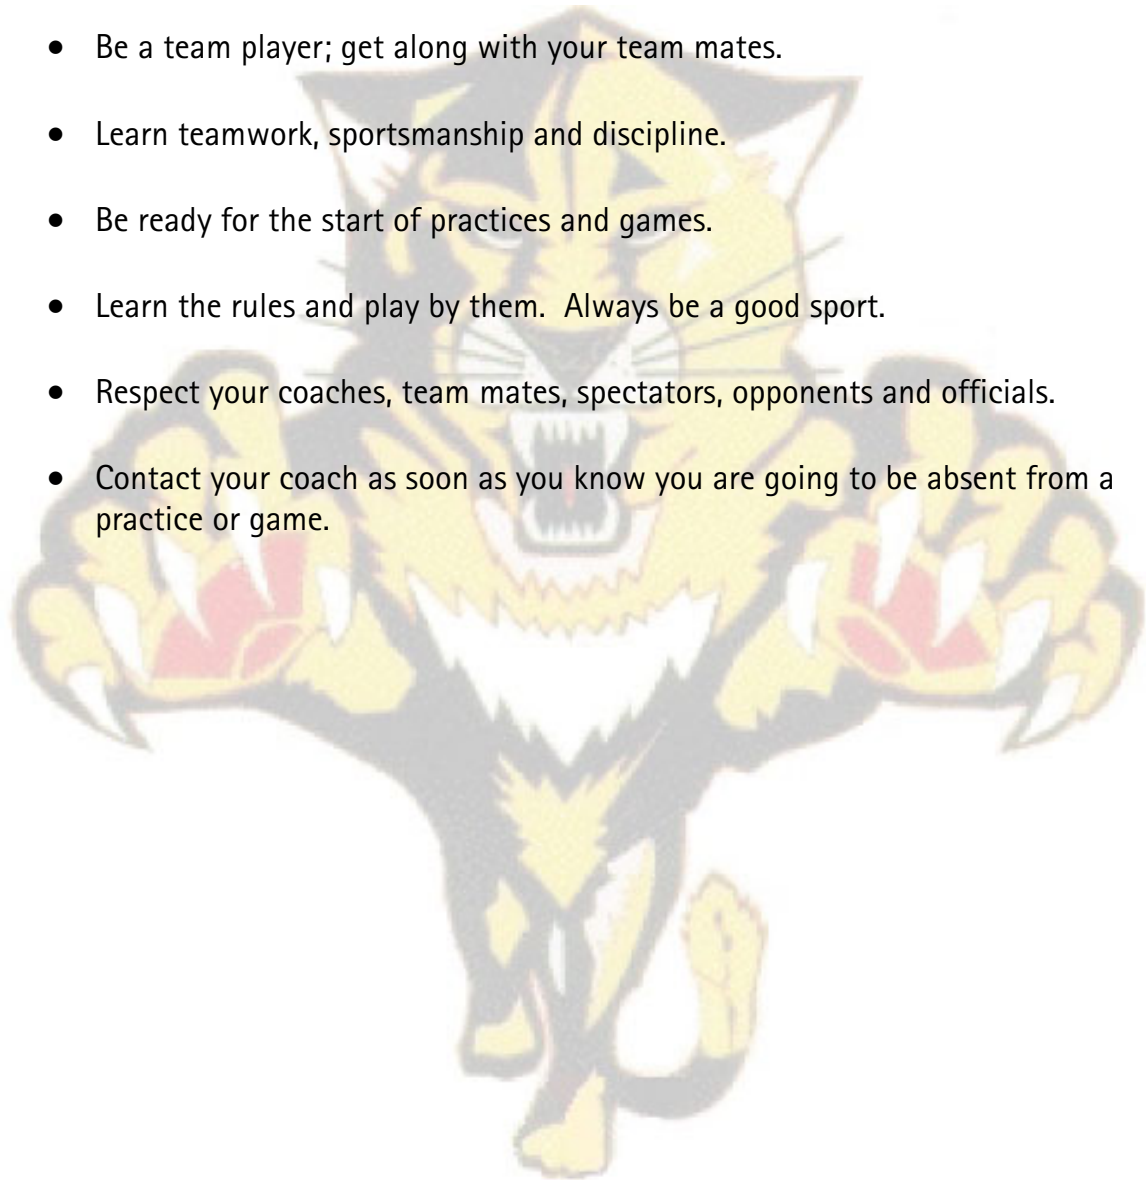 • Be a team player; get along with your team mates.
• Learn teamwork, sportsmanship and discipline.
• Be ready for the start of practices and games.
• Learn the rules and play by them.  Always be a good sport.
• Respect your coaches, team mates, spectators, opponents and officials.
• Contact your coach as soon as you know you are going to be absent from a
practice or game.